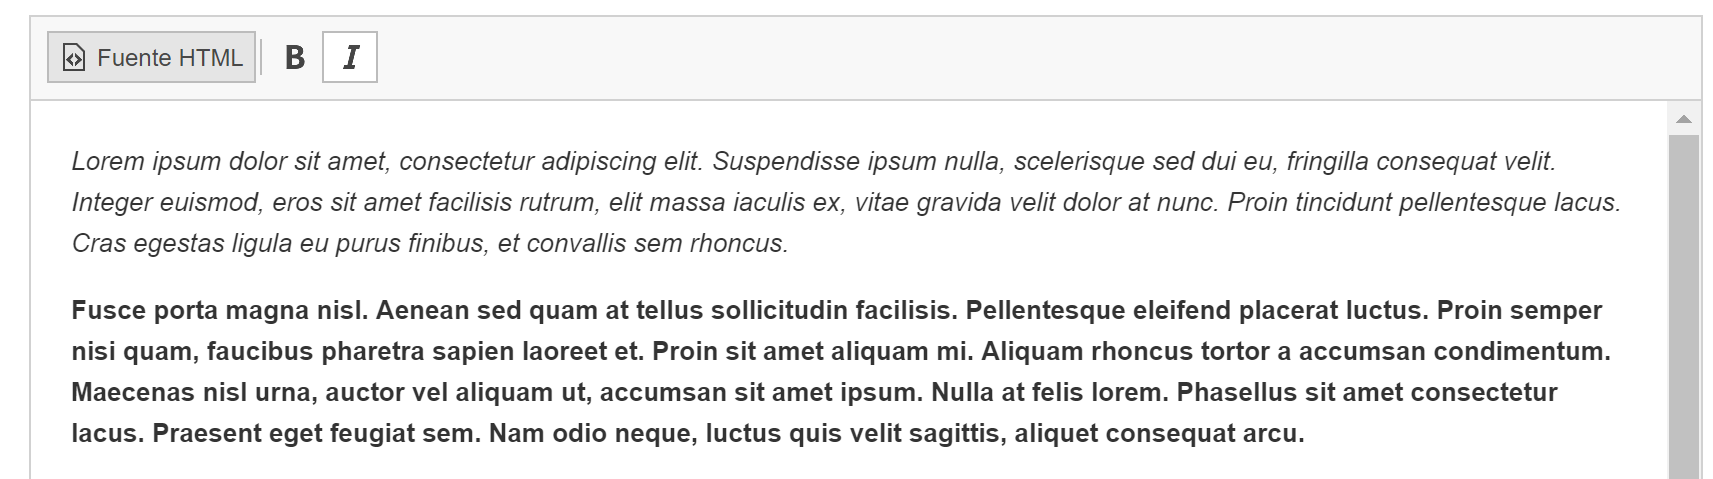 Fuente HTML B I
Lorem ipsum dolor sit amet, consectetur adipiscing elit. Suspendisse ipsum nulla, scelerisque sed dui eu, fringilla consequat velit.
Integer euismod, eros sit amet facilisis rutrum, elit massa iaculis ex, vitae gravida velit dolor at nunc. Proin tincidunt pellentesque lacus.
Cras egestas ligula eu purus finibus, et convallis sem rhoncus.
Fusce porta magna nisl. Aenean sed quam at tellus sollicitudin facilisis. Pellentesque eleifend placerat luctus. Proin semper
nisi quam, faucibus pharetra sapien laoreet et. Proin sit amet aliquam mi. Aliquam rhoncus tortor a accumsan condimentum.
Maecenas nisl urna, auctor vel aliquam ut, accumsan sit amet ipsum. Nulla at felis lorem. Phasellus sit amet consectetur
lacus. Praesent eget feugiat sem. Nam odio neque, luctus quis velit sagittis, aliquet consequat arcu.